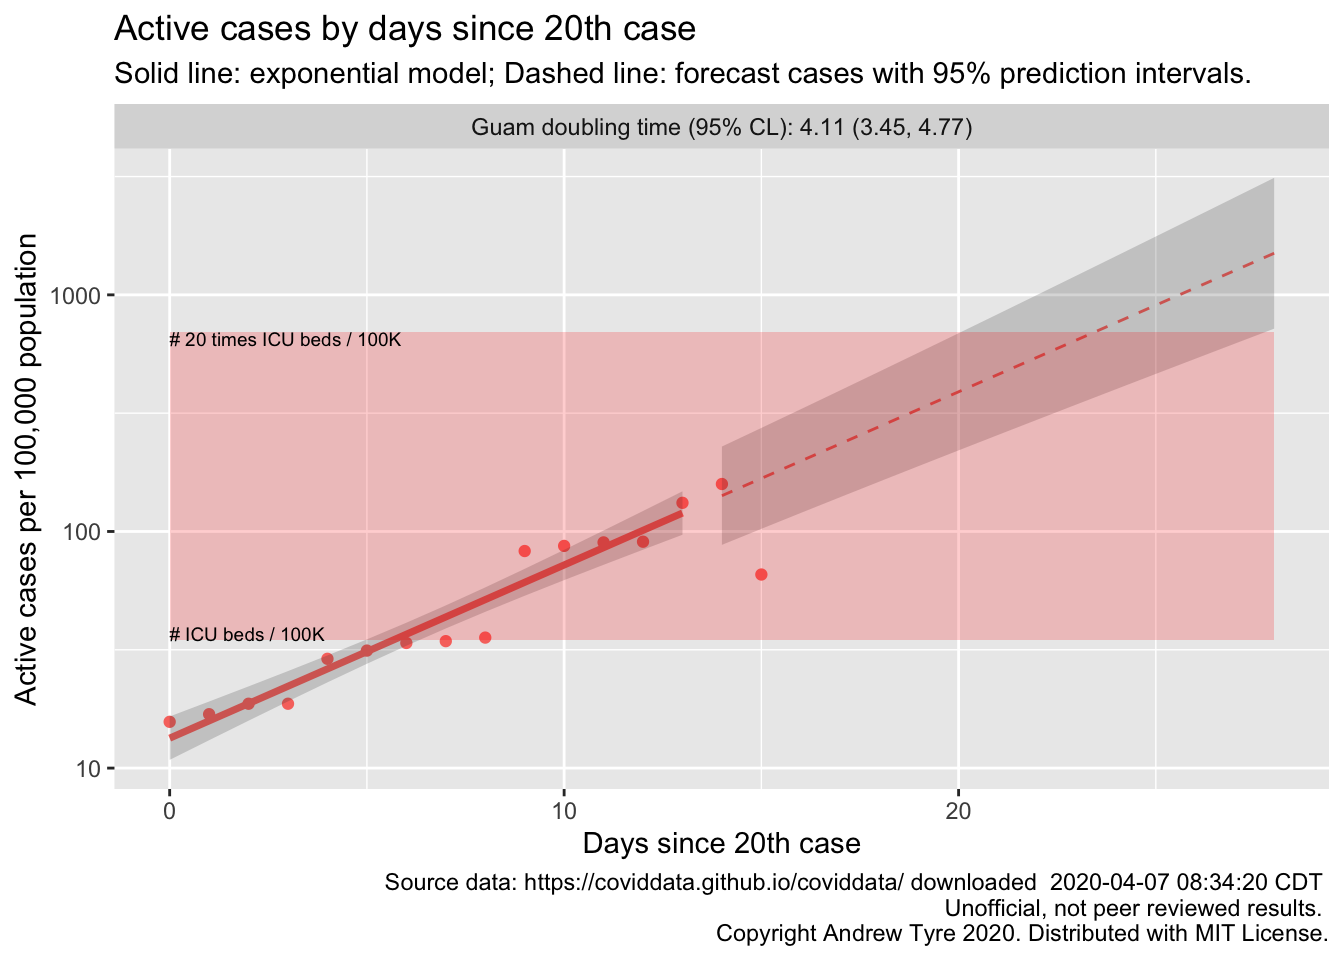 Active cases by days since 20th case
Solid line: exponential model; Dashed line: forecast cases with 95% prediction intervals.
Guam doubling time (95% CL): 4.11 (3.45, 4.77)
Active cases per 100,000 population
1000
100
10
# 20 times ICU beds / 100K
# ICU beds / 100K
0
10
20
Days since 20th case
Source data: https://coviddata.github.io/coviddata/ downloaded  2020-04-07 08:34:20 CDT
Unofficial, not peer reviewed results.
Copyright Andrew Tyre 2020. Distributed with MIT License.